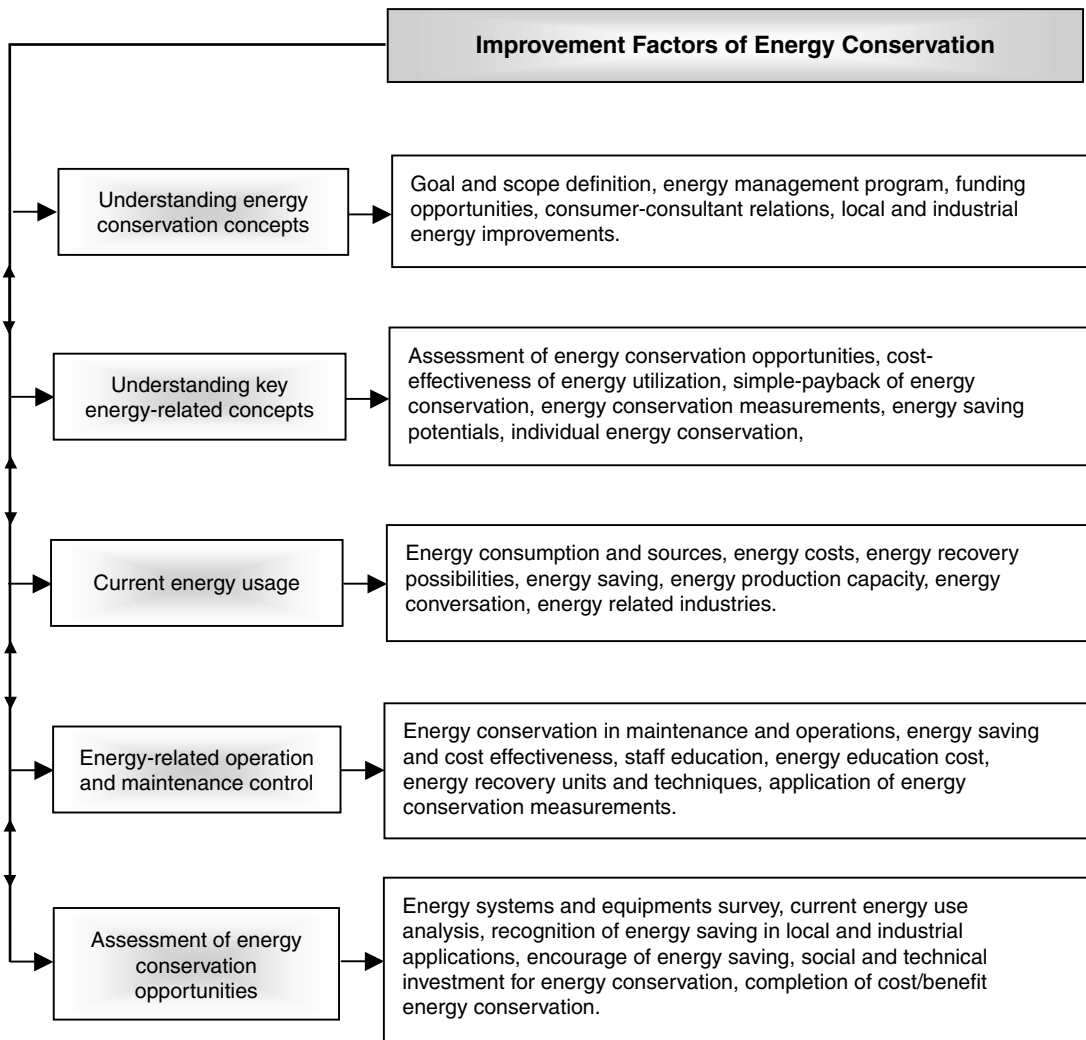 Improvement Factors of Energy Conservation
Understanding energy
conservation concepts
Goal and scope definition, energy management program, funding
opportunities, consumer-consultant relations, local and industrial
energy improvements.
Understanding key
energy-related concepts
Assessment of energy conservation opportunities, cost-
effectiveness of energy utilization, simple-payback of energy
conservation, energy conservation measurements, energy saving
potentials, individual energy conservation,
Current energy usage
Energy consumption and sources, energy costs, energy recovery
possibilities, energy saving, energy production capacity, energy
conversation, energy related industries.
Energy-related operation
and maintenance control
Energy conservation in maintenance and operations, energy saving
and cost effectiveness, staff education, energy education cost,
energy recovery units and techniques, application of energy
conservation measurements.
Assessment of energy
conservation
opportunities
Energy systems and equipments survey, current energy use
analysis, recognition of energy saving in local and industrial
applications, encourage of energy saving, social and technical
investment for energy conservation, completion of cost/benefit
energy conservation.